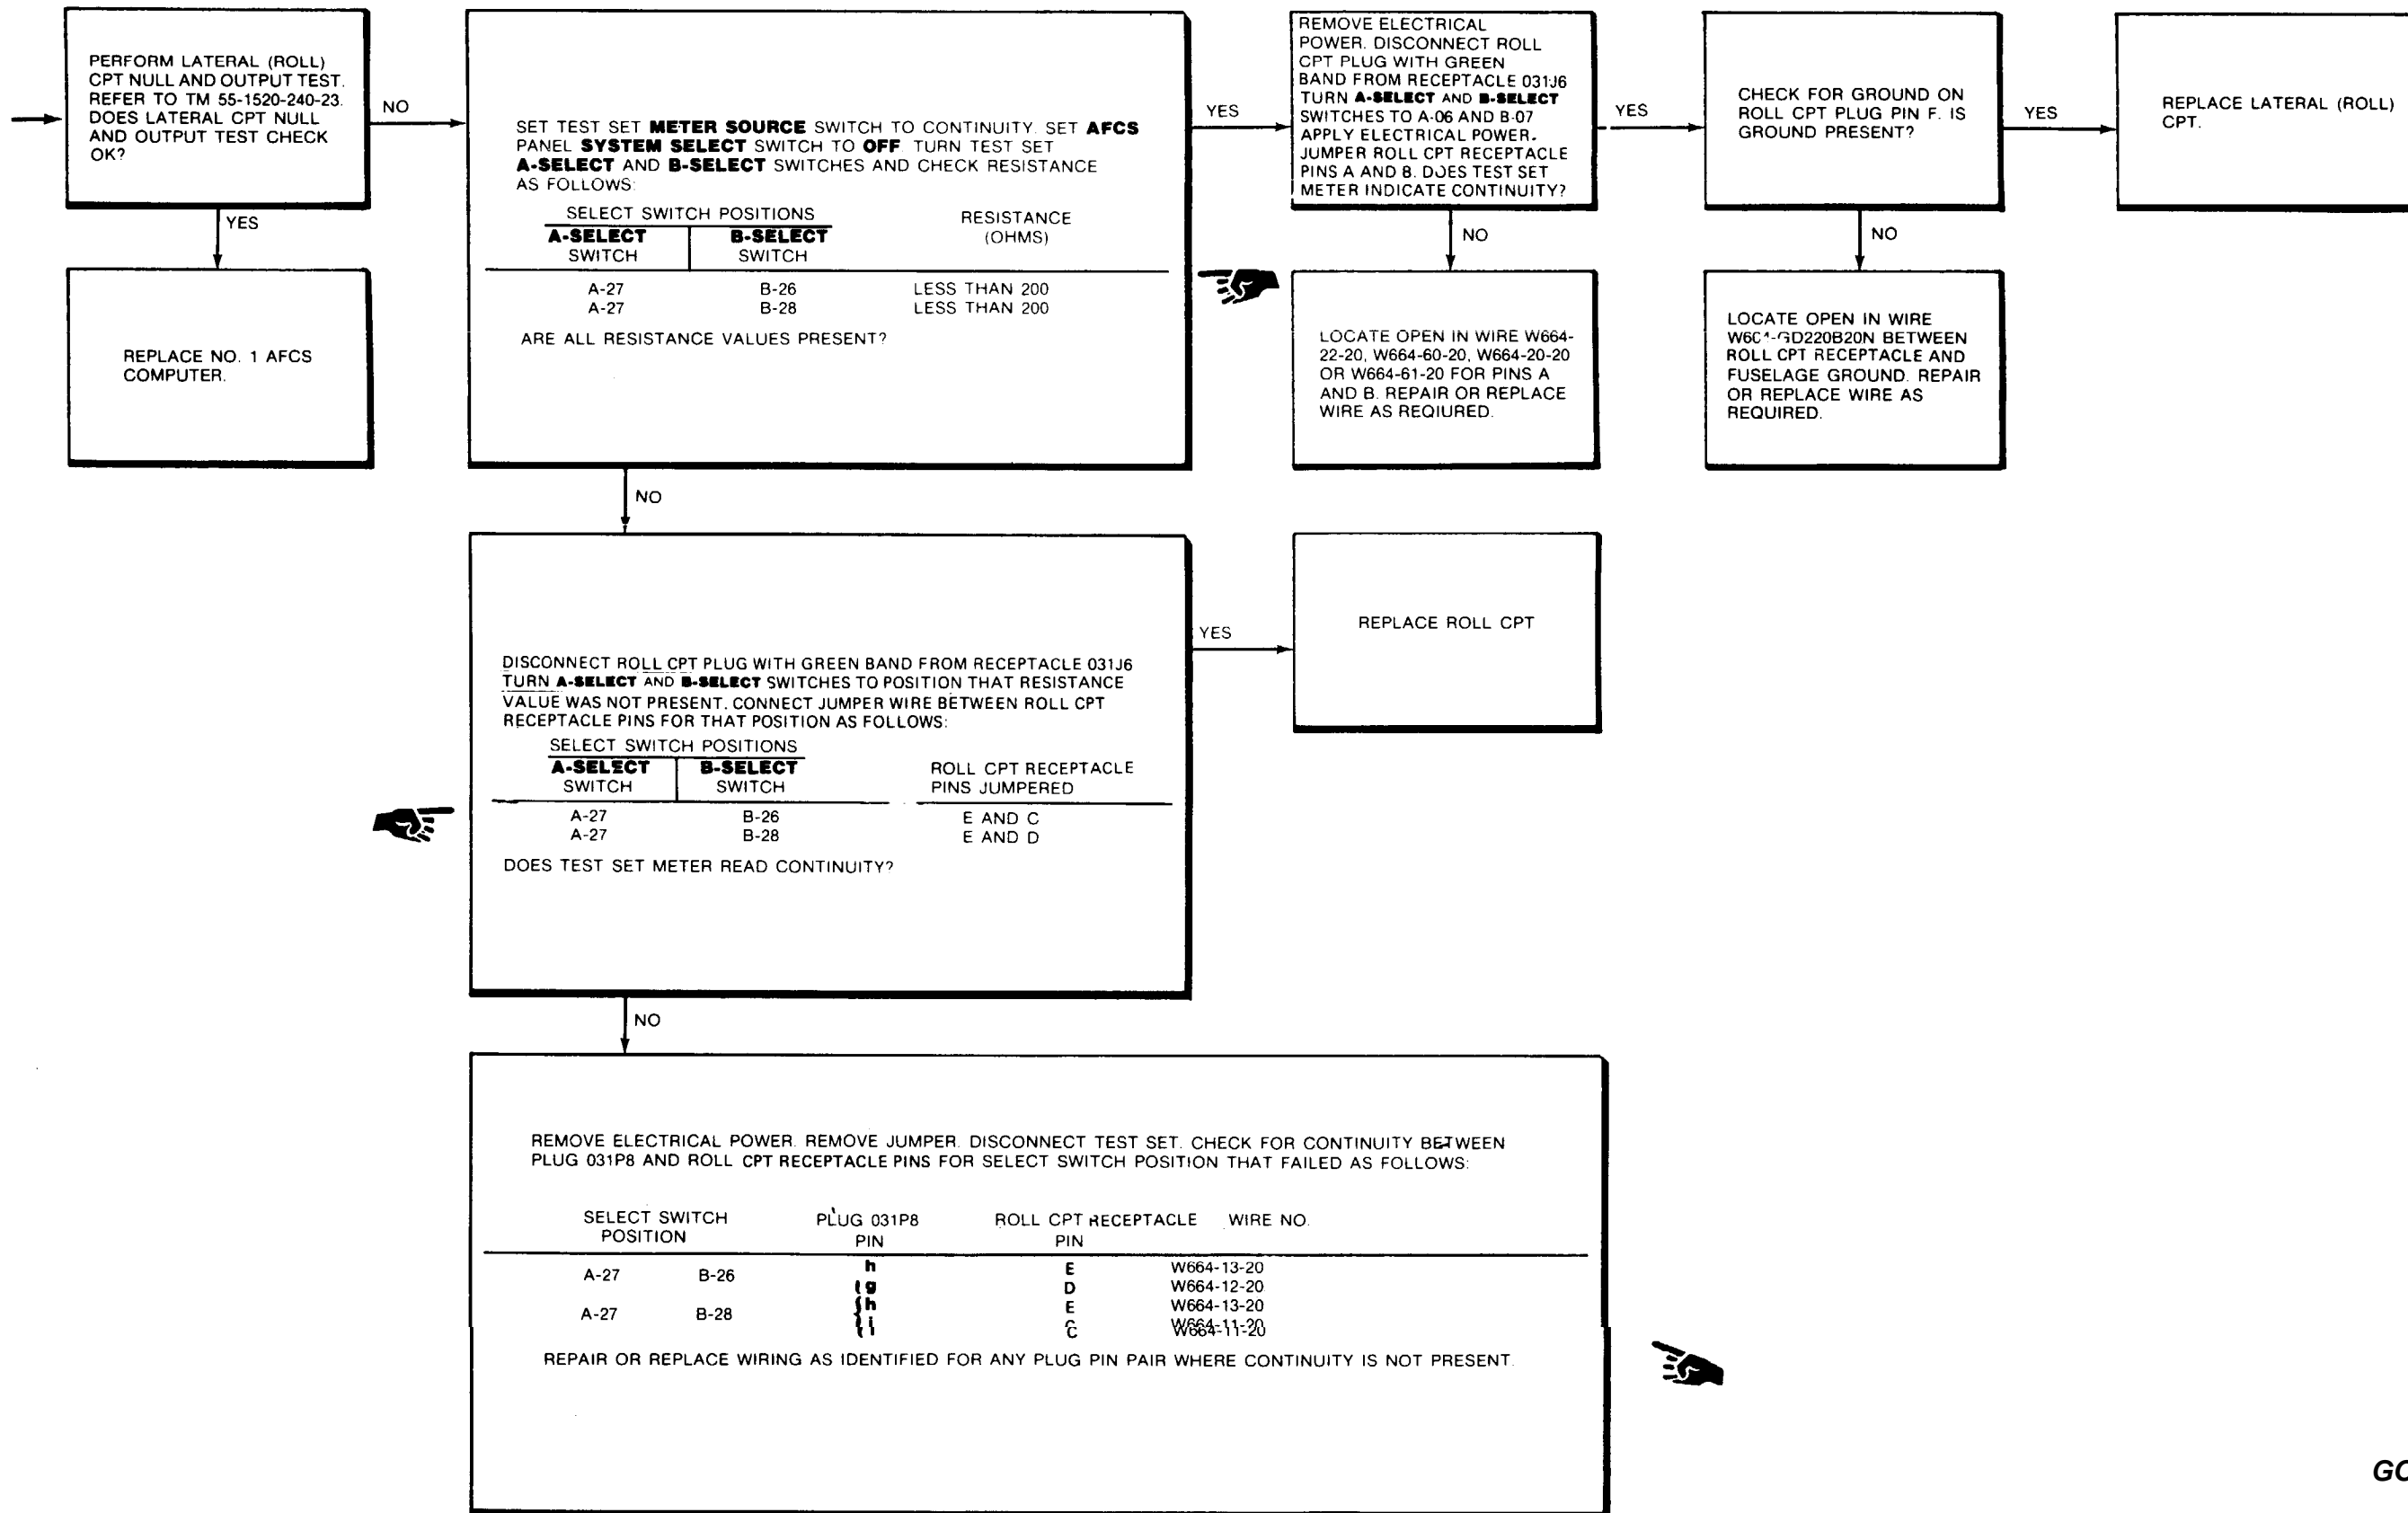 PERFORM LATERAL (ROLL)
CPT NULL AND OUTPUT TEST.
REFER TO TM 55-1520-240-23.
DOES LATERAL CPT NULL
AND OUTPUT TEST CHECK
OK?
NO
YES
REPLACE NO. 1 AFCS
COMPUTER.
SET TEST SET METER SOURCE SWITCH TO CONTINUITY. SET AFCS
PANEL SYSTEM SELECT SWITCH TO OFF. TURN TEST SET
A-SELECT AND B-SELECT SWITCHES AND CHECK RESISTANCE
AS FOLLOWS:
SELECT SWITCH POSITIONS RESISTANCE
A-SELECT B-SELECT (OHMS)
SWITCH SWITCH
A-27 B-26 LESS THAN 200
A-27 B-28 LESS THAN 200
ARE ALL RESISTANCE VALUES PRESENT?
YES
NO
REMOVE ELECTRICAL
POWER. DISCONNECT ROLL
CPT PLUG WITH GREEN
BAND FROM RECEPTACLE 031J6
TURN A-SELECT AND B-SELECT
SWITCHES TO A-06 AND B-07
APPLY ELECTRICAL POWER.
JUMPER ROLL CPT RECEPTACLE
PINS A AND B. DOES TEST SET
METER INDICATE CONTINUITY?
YES
NO
LOCATE OPEN IN WIRE W664-
22-20, W664-60-20, W664-20-20
OR W664-61-20 FOR PINS A
AND B. REPAIR OR REPLACE
WIRE AS REQIURED.
CHECK FOR GROUND ON
ROLL CPT PLUG PIN F. IS
GROUND PRESENT?
YES
NO
LOCATE OPEN IN WIRE
BETWEEN
ROLL CPT RECEPTACLE AND
FUSELAGE GROUND. REPAIR
OR REPLACE WIRE AS
REQUIRED.
REPLACE LATERAL (ROLL)
CPT.
DISCONNECT ROLL CPT PLUG WITH GREEN BAND FROM RECEPTACLE 031J6
TURN A-SELECT AND B-SELECT SWITCHES TO POSITION THAT RESISTANCE
VALUE WAS NOT PRESENT. CONNECT JUMPER WIRE BETWEEN ROLL CPT
RECEPTACLE PINS FOR THAT POSITION AS FOLLOWS:
SELECT SWITCH POSITIONS
A-SELECT B-SELECT ROLL CPT RECEPTACLE
SWITCH SWITCH PINS JUMPERED
A-27 B-26 E AND C
A-27 B-28 E AND D
DOES TEST SET METER READ CONTINUITY?
YES
NO
REPLACE ROLL CPT
REMOVE ELECTRICAL POWER. REMOVE JUMPER. DISCONNECT TEST SET. CHECK FOR CONTINUITY BETWEEN
PLUG 031P8 AND ROLL CPT RECEPTACLE PINS FOR SELECT SWITCH POSITION THAT FAILED AS FOLLOWS:
SELECT SWITCH PLUG 031P8 ROLL CPT RECEPTACLE WIRE NO.
POSITION PIN PIN
A-27 B-26 h E W664-13-20
g D W664-12-20
A-27 B-28 h E W664-13-20
i C W664-11-20
REPAIR OR REPLACE WIRING AS IDENTIFIED FOR ANY PLUG PIN PAIR WHERE CONTINUITY IS NOT PRESENT.